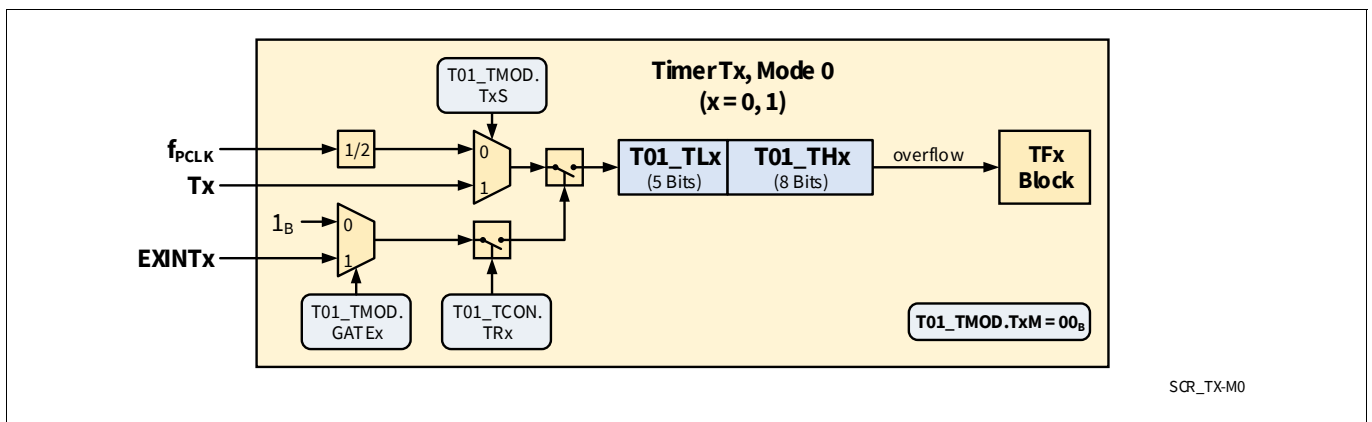 Timer Tx, Mode 0
(x = 0, 1)
T01_TMOD.
TxS
fPCLK
1/2
0
1
Tx
T01_TLx
(5 Bits)
T01_THx
(8 Bits)
overflow
TFx
Block
1B
0
1
EXINTx
T01_TMOD.
GATEx
T01_TCON.
TRx
T01_TMOD.TxM = 00B
SCR_TX-M0